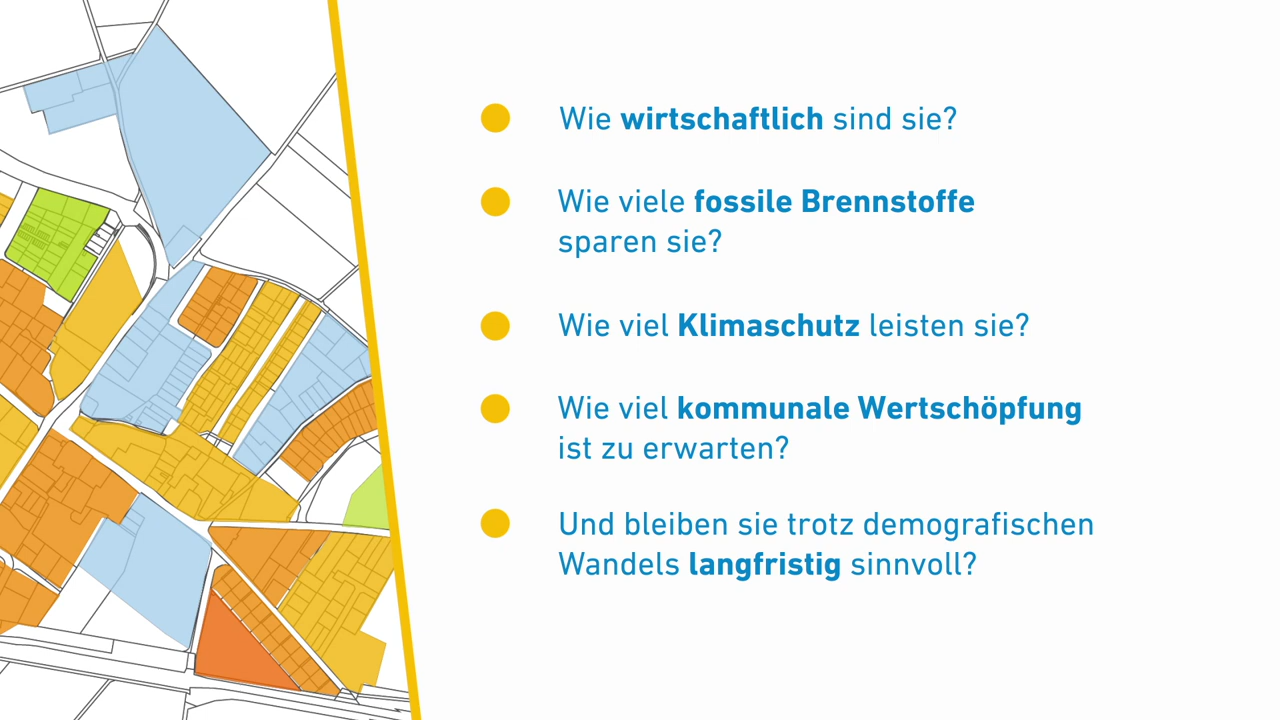 Wie wirtschaftlich sind sie?
Wie viele fossile Brennstoffe
sparen sie?
Wie viel Klimaschutz leisten sie?
Wie viel kommunale Wertschöpfung
ist zu erwarten?
Und bleiben sie trotz demografischen
Wandels langfristig sinnvoll?